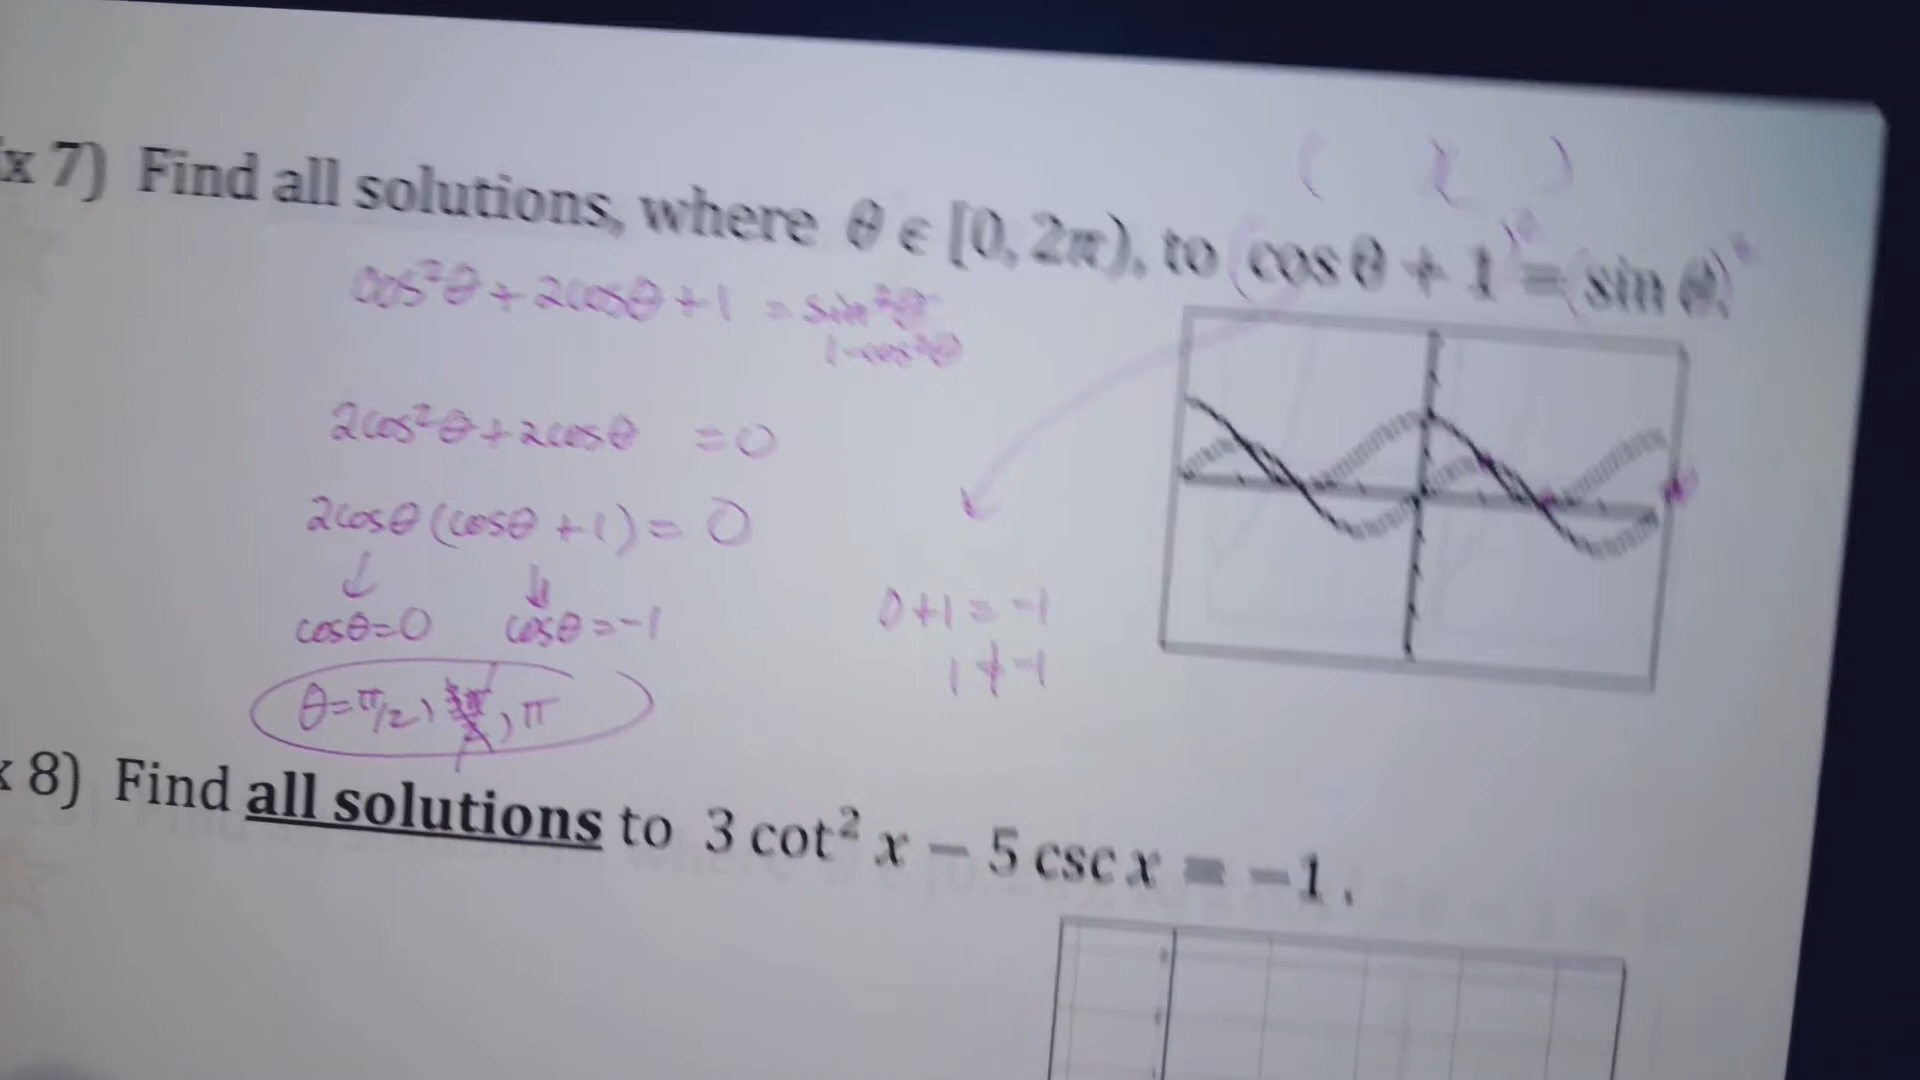 x 7) Find all solutions, where θ ϵ [0, 2π), to (cos θ + 1)² = (sin θ)².
( )( )
cos²θ + 2cosθ + 1 = sin²θ
1-cos²θ
2cos²θ + 2cosθ = 0
2cosθ (cosθ + 1) = 0
↓ ↓
cosθ=0 cosθ=-1
0+1 = -1
1 ≠ -1
θ = π/2, 3π/2, π
x 8) Find all solutions to 3 cot² x − 5 csc x = −1.